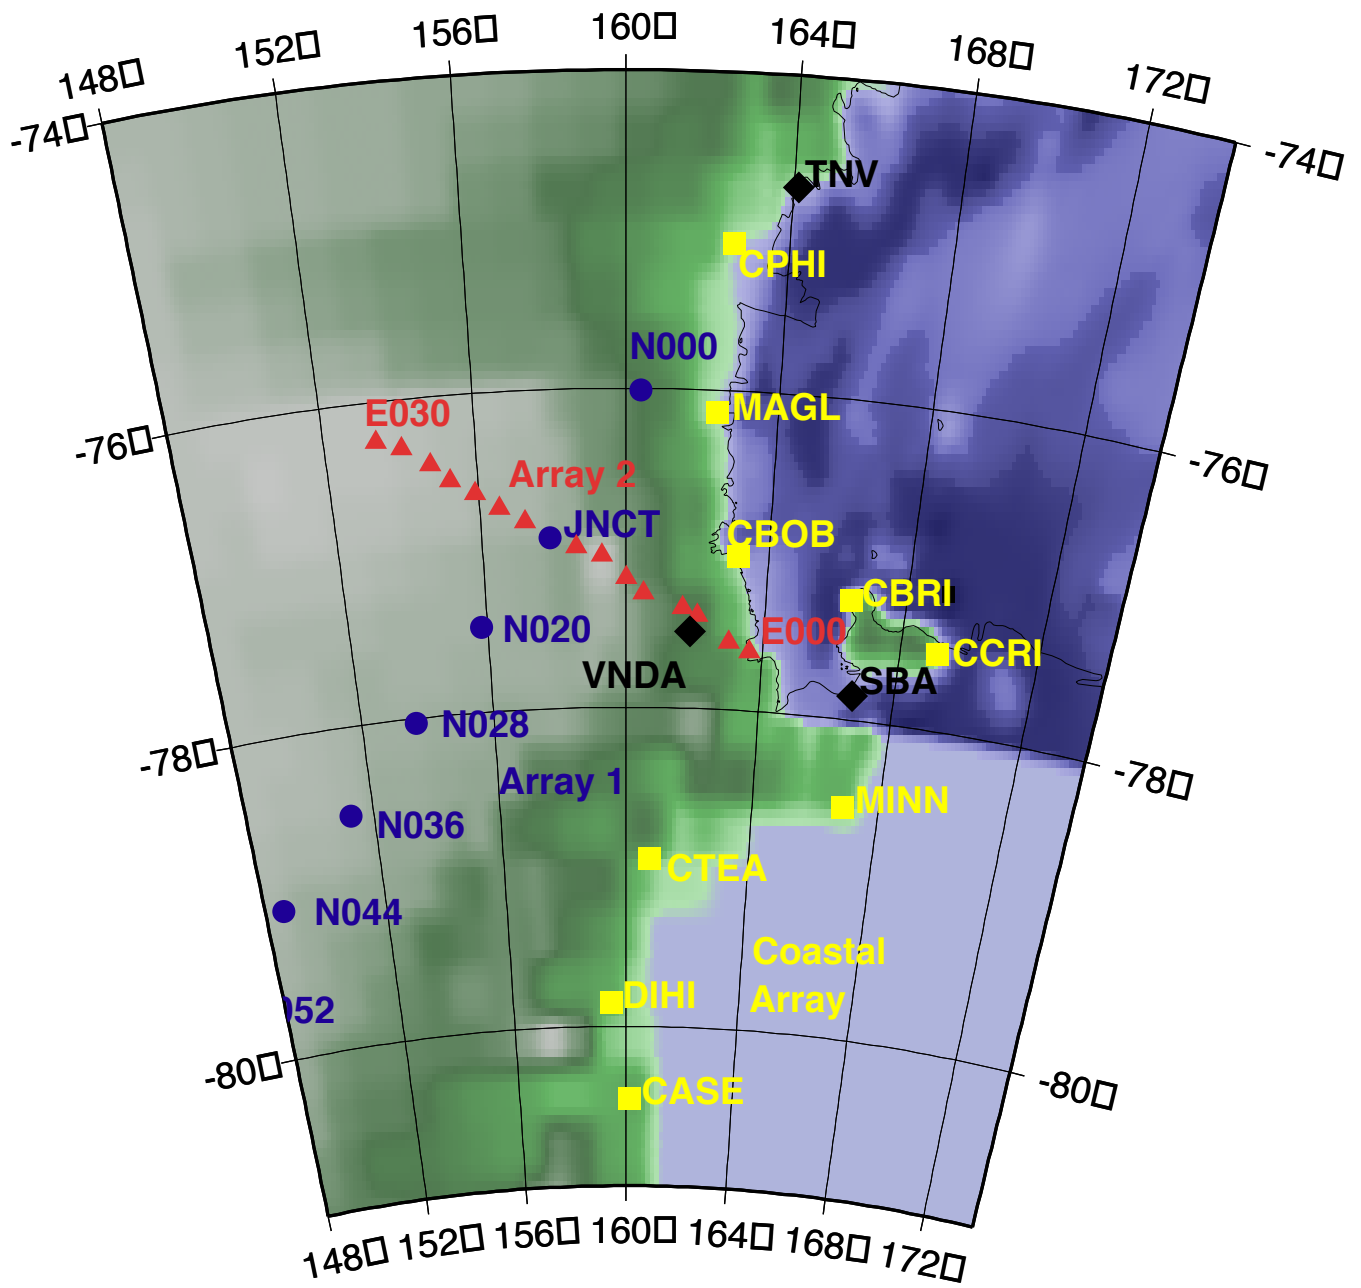 148□ 152□ 156□ 160□ 164□ 168□ 172□
-74□ -74□
TNV
CPHI
N000
E030 MAGL
-76□ -76□
Array 2
JNCT CBOB
CBRI
N020 E000
VNDA SBA CCRI
N028
-78□ -78□
Array 1
N036 MINN
CTEA
N044
Coastal
Array
DIHI
052
-80□ -80□
CASE
148□ 152□ 156□ 160□ 164□ 168□ 172□